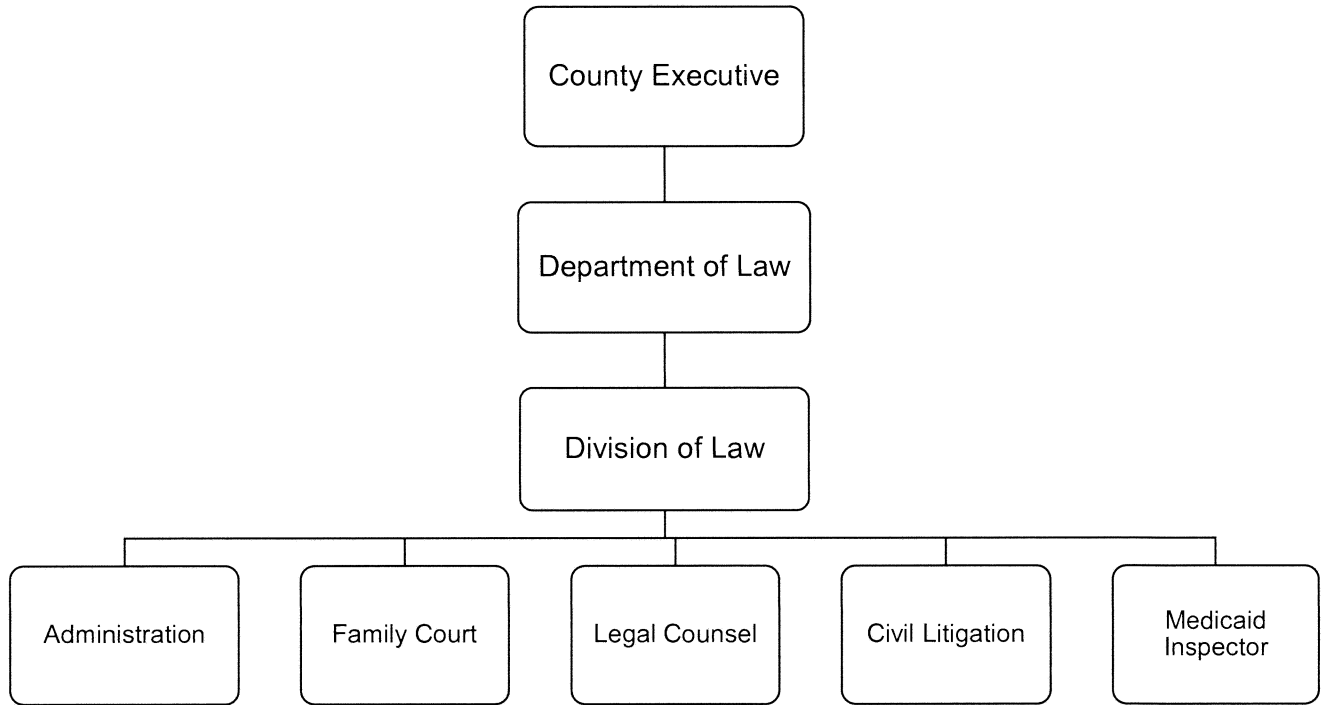 County Executive
Department of Law
Division of Law
Administration
Family Court
Legal Counsel
Civil Litigation
Medicaid
Inspector